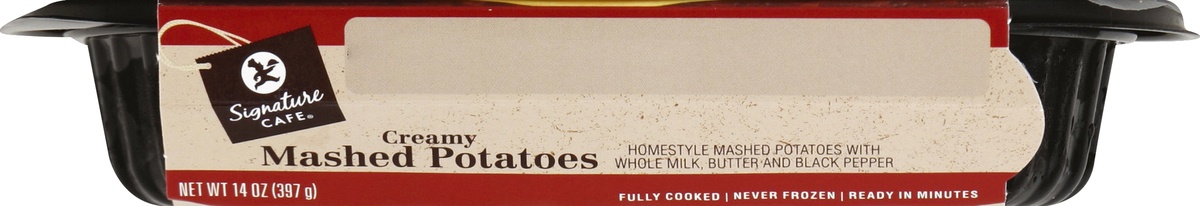 Signature
CAFE®
Creamy
Mashed Potatoes
HOMESTYLE MASHED POTATOES WITH
WHOLE MILK, BUTTER AND BLACK PEPPER
NET WT 14 OZ (397 g)
FULLY COOKED | NEVER FROZEN | READY IN MINUTES